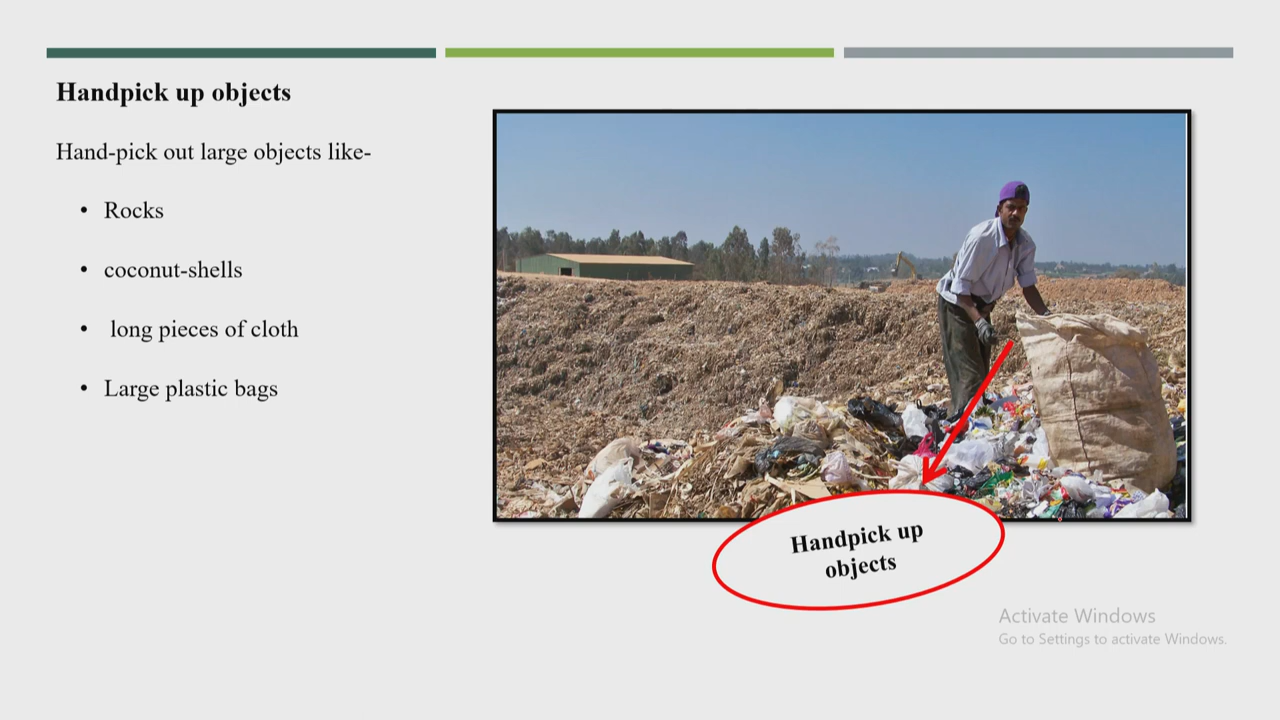 Handpick up objects
Hand-pick out large objects like-
• Rocks
• coconut-shells
• long pieces of cloth
• Large plastic bags
Handpick up
objects
Activate Windows
Go to Settings to activate Windows.